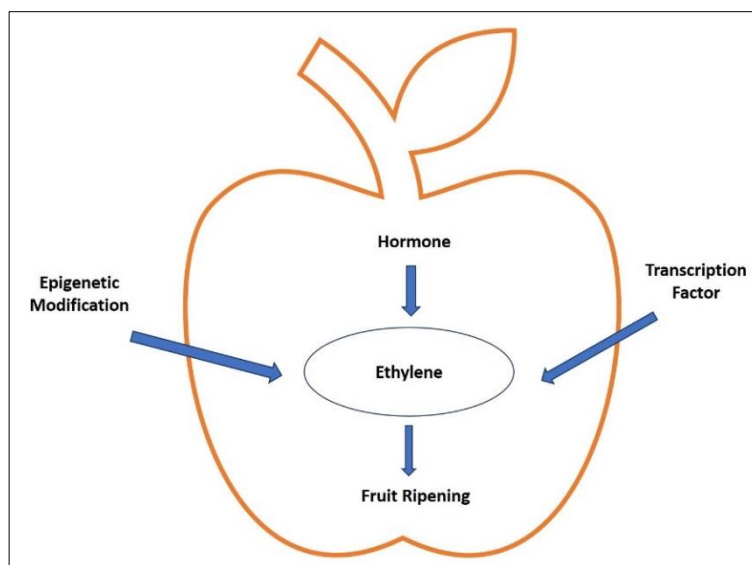 Hormone
Epigenetic
Modification
Transcription
Factor
Ethylene
Fruit Ripening